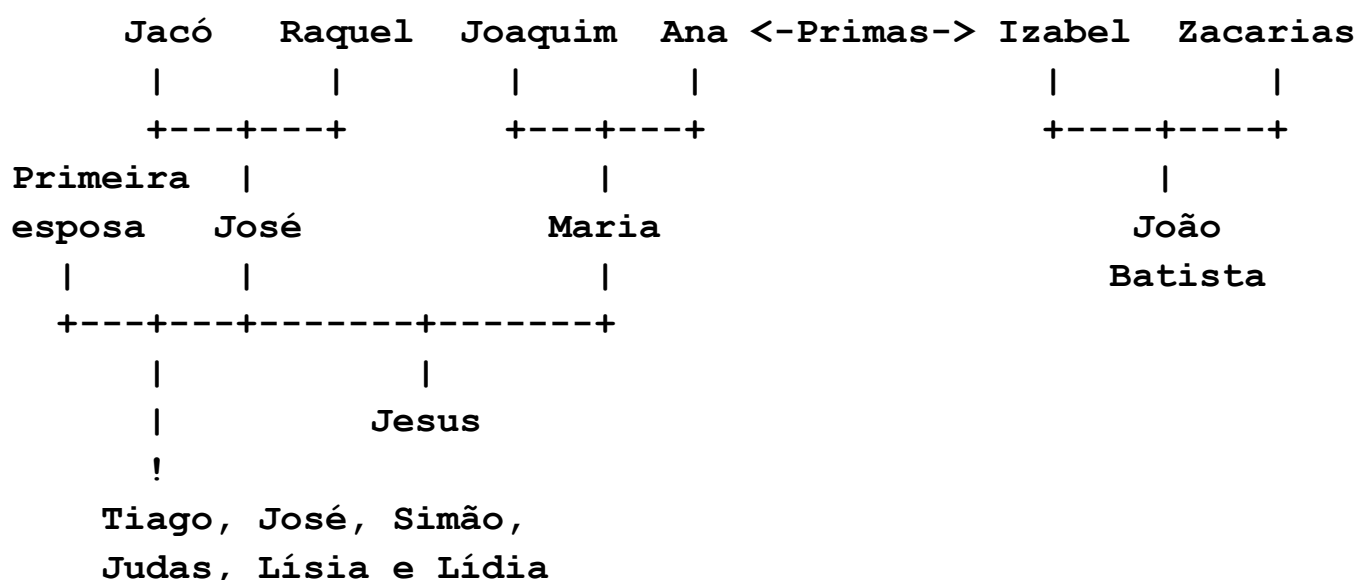 Jacó Raquel Joaquim Ana <-Primas-> Izabel Zacarias
| | | | | |
+---+---+ +---+---+ +----+----+
Primeira | | |
esposa José Maria João
| | | Batista
+---+---+-------+-------+
| |
| Jesus
!
Tiago, José, Simão,
Judas, Lísia e Lídia